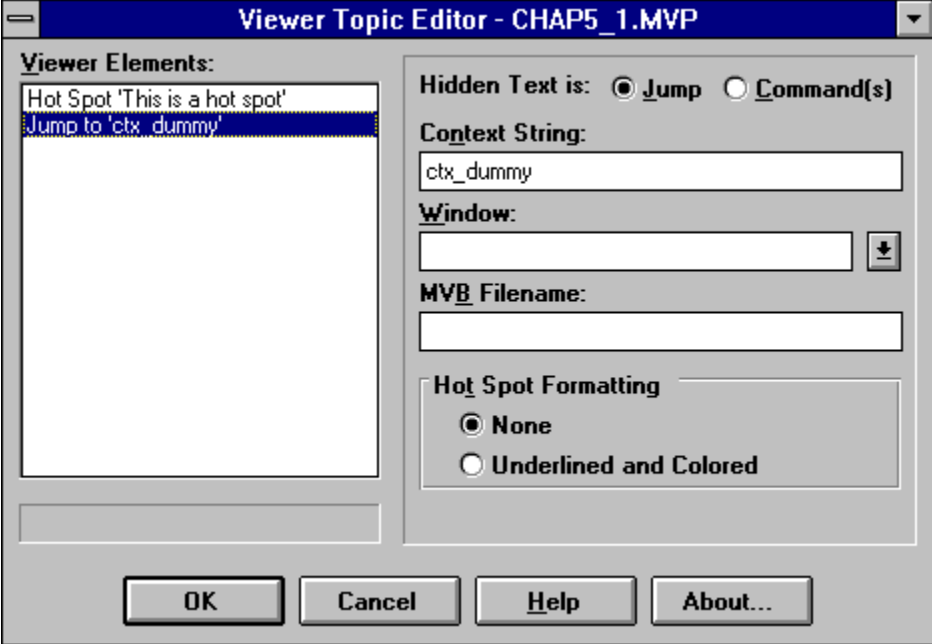 Viewer Topic Editor - CHAP5_1.MVP
Viewer Elements:
Hot Spot 'This is a hot spot'
Jump to 'ctx_dummy'
Hidden Text is: Jump Command(s)
Context String:
ctx_dummy
Window:
MVB Filename:
Hot Spot Formatting
None
Underlined and Colored
OK Cancel Help About...